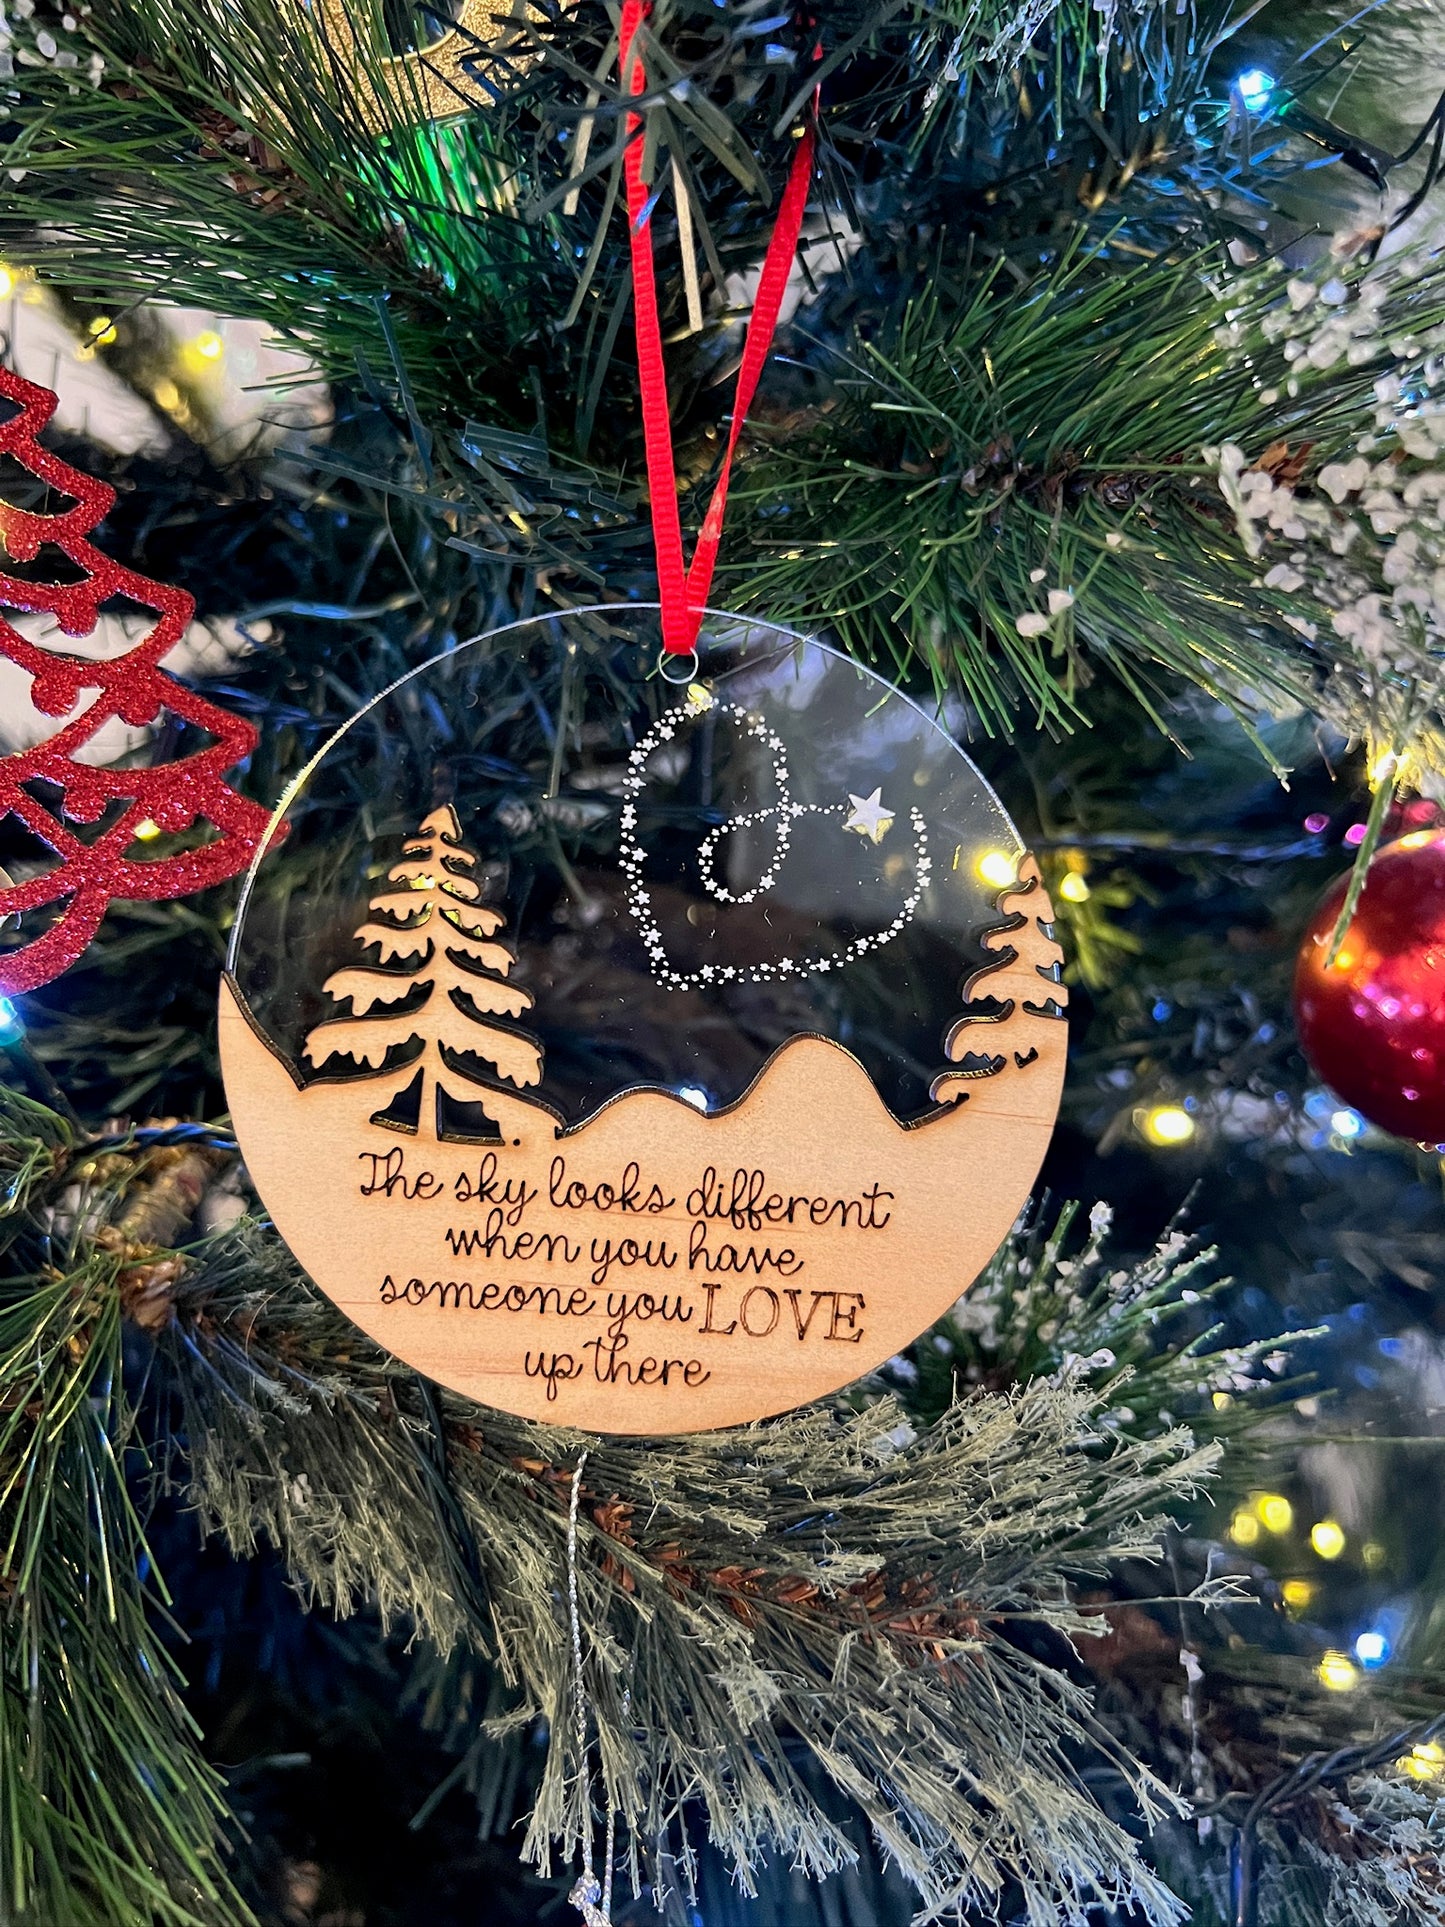 The sky looks different
when you have
someone you LOVE
up there